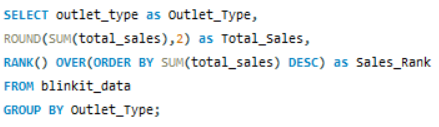 SELECT outlet_type as Outlet_Type,
ROUND(SUM(total_sales),2) as Total_Sales,
RANK() OVER(ORDER BY SUM(total_sales) DESC) as Sales_Rank
FROM blinkit_data
GROUP BY Outlet_Type;